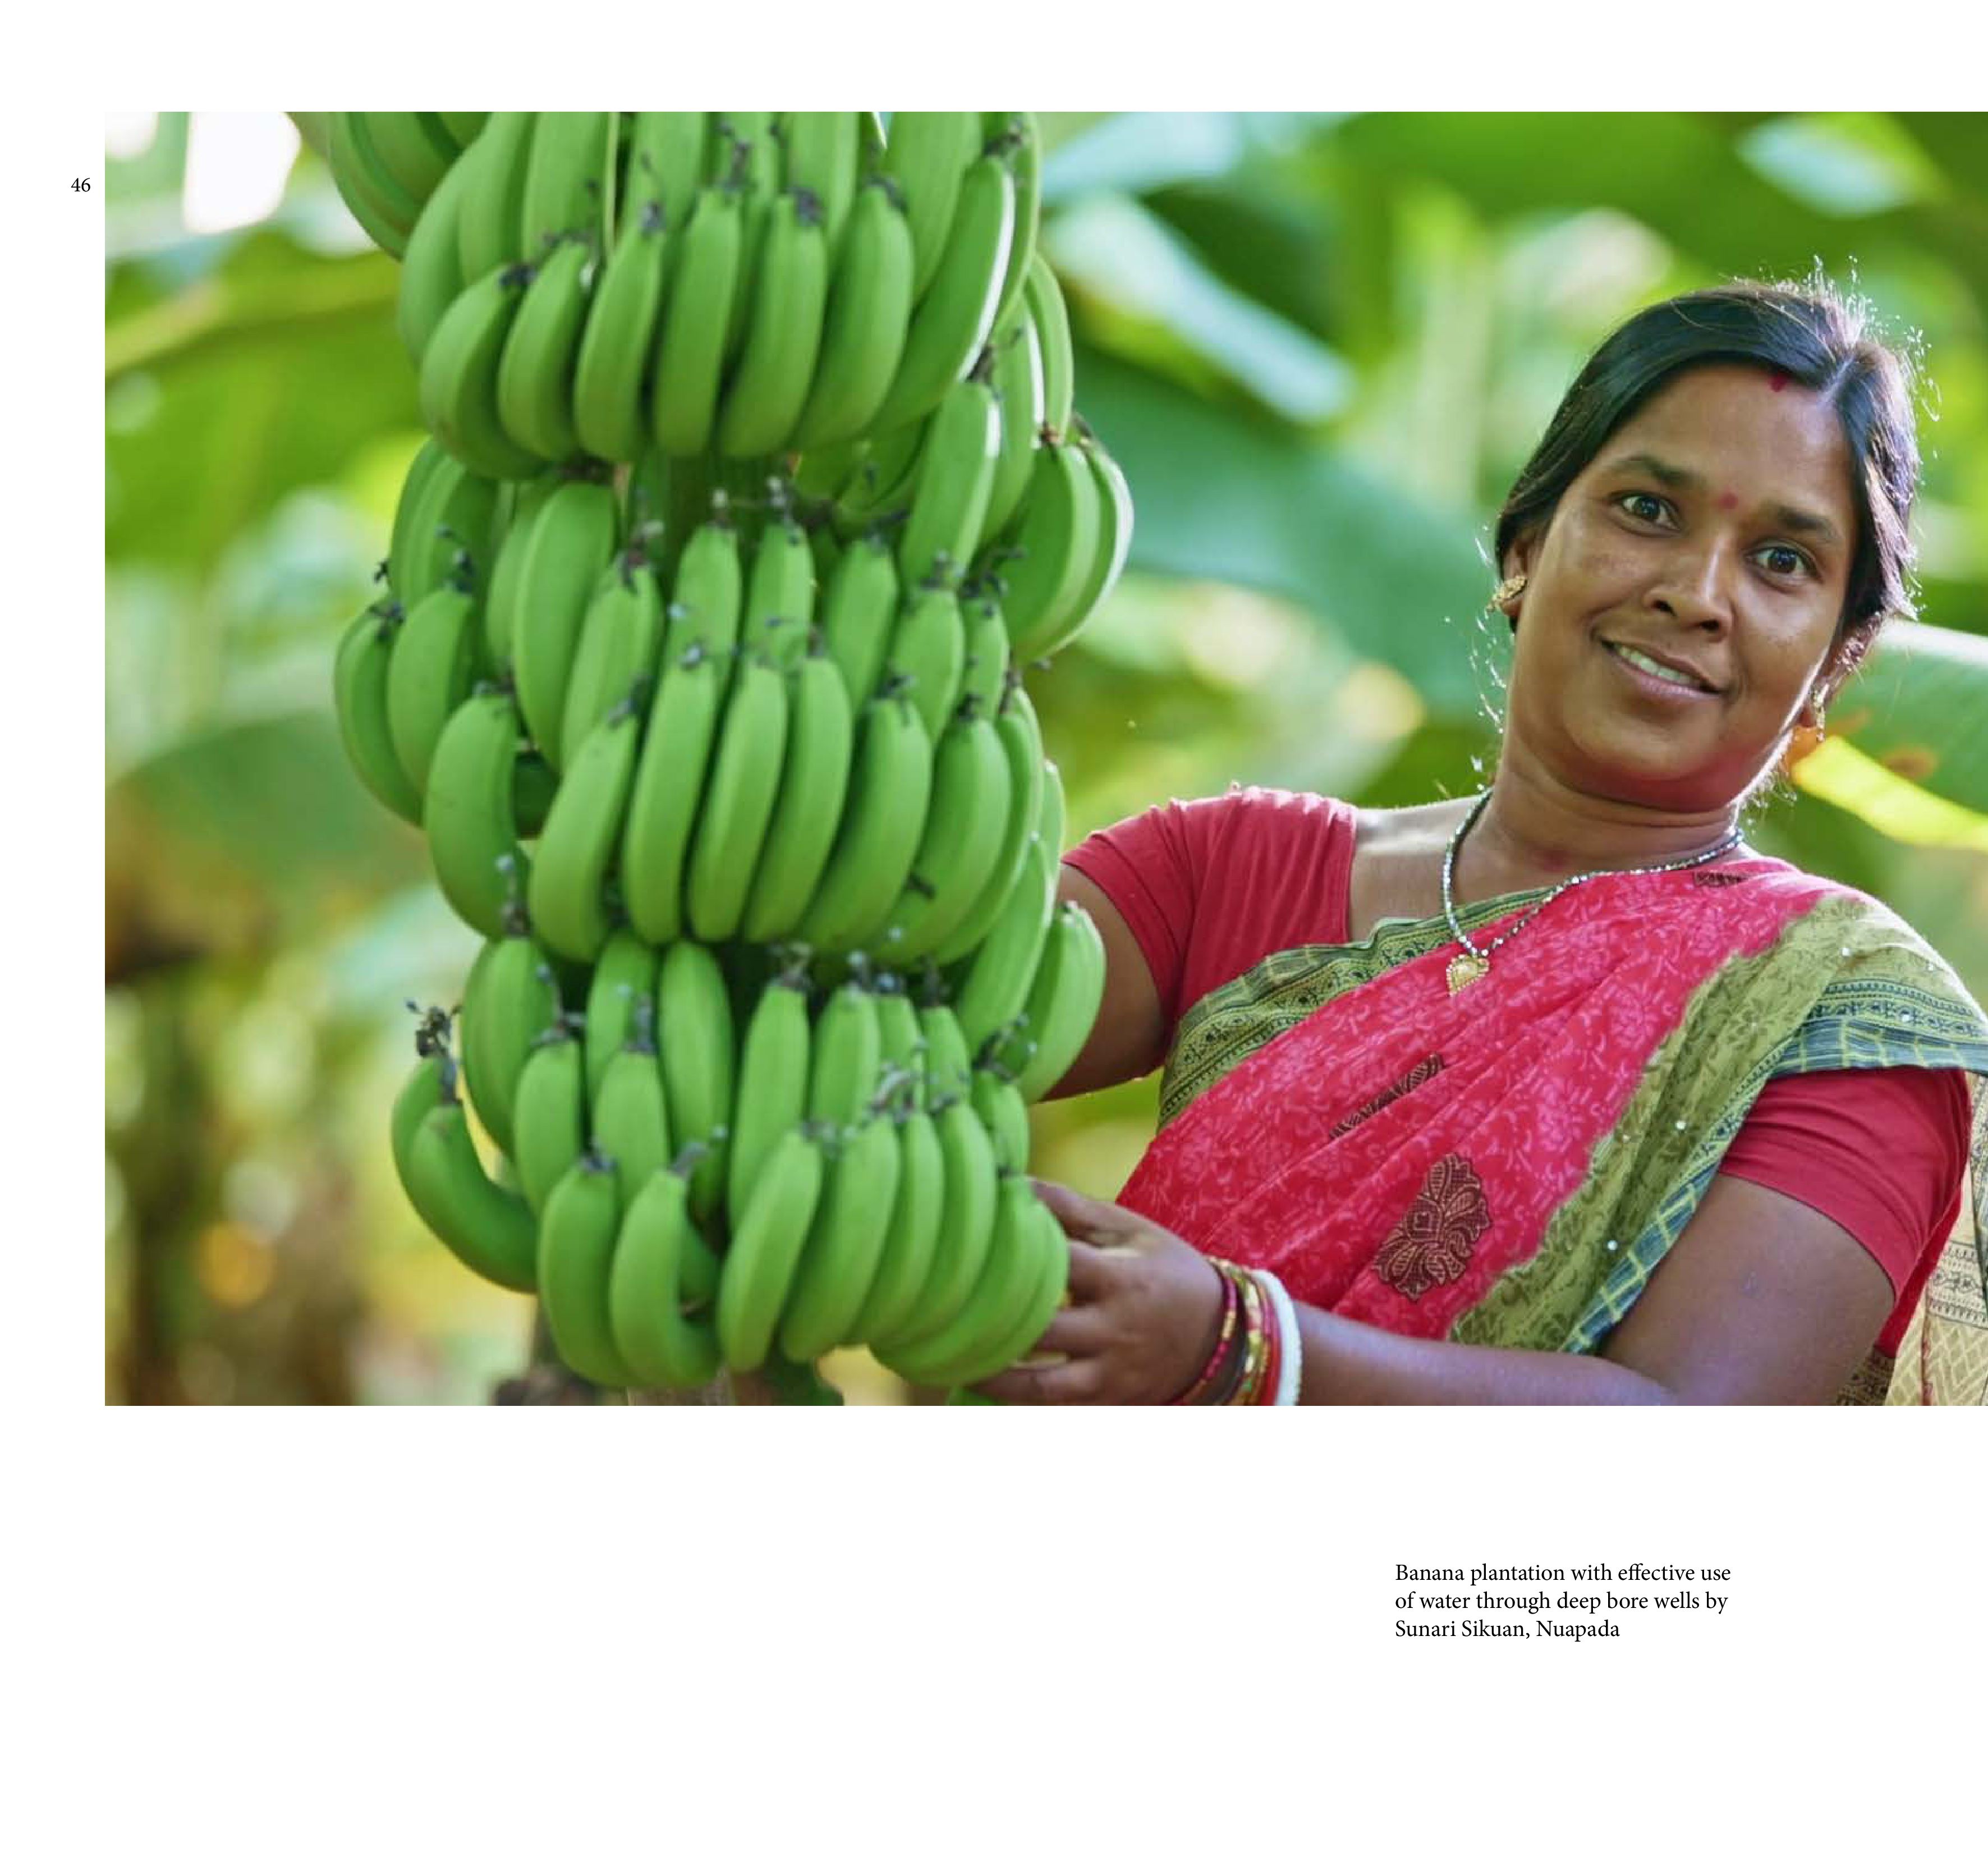 46
Banana plantation with effective use
of water through deep bore wells by
Sunari Sikuan, Nuapada